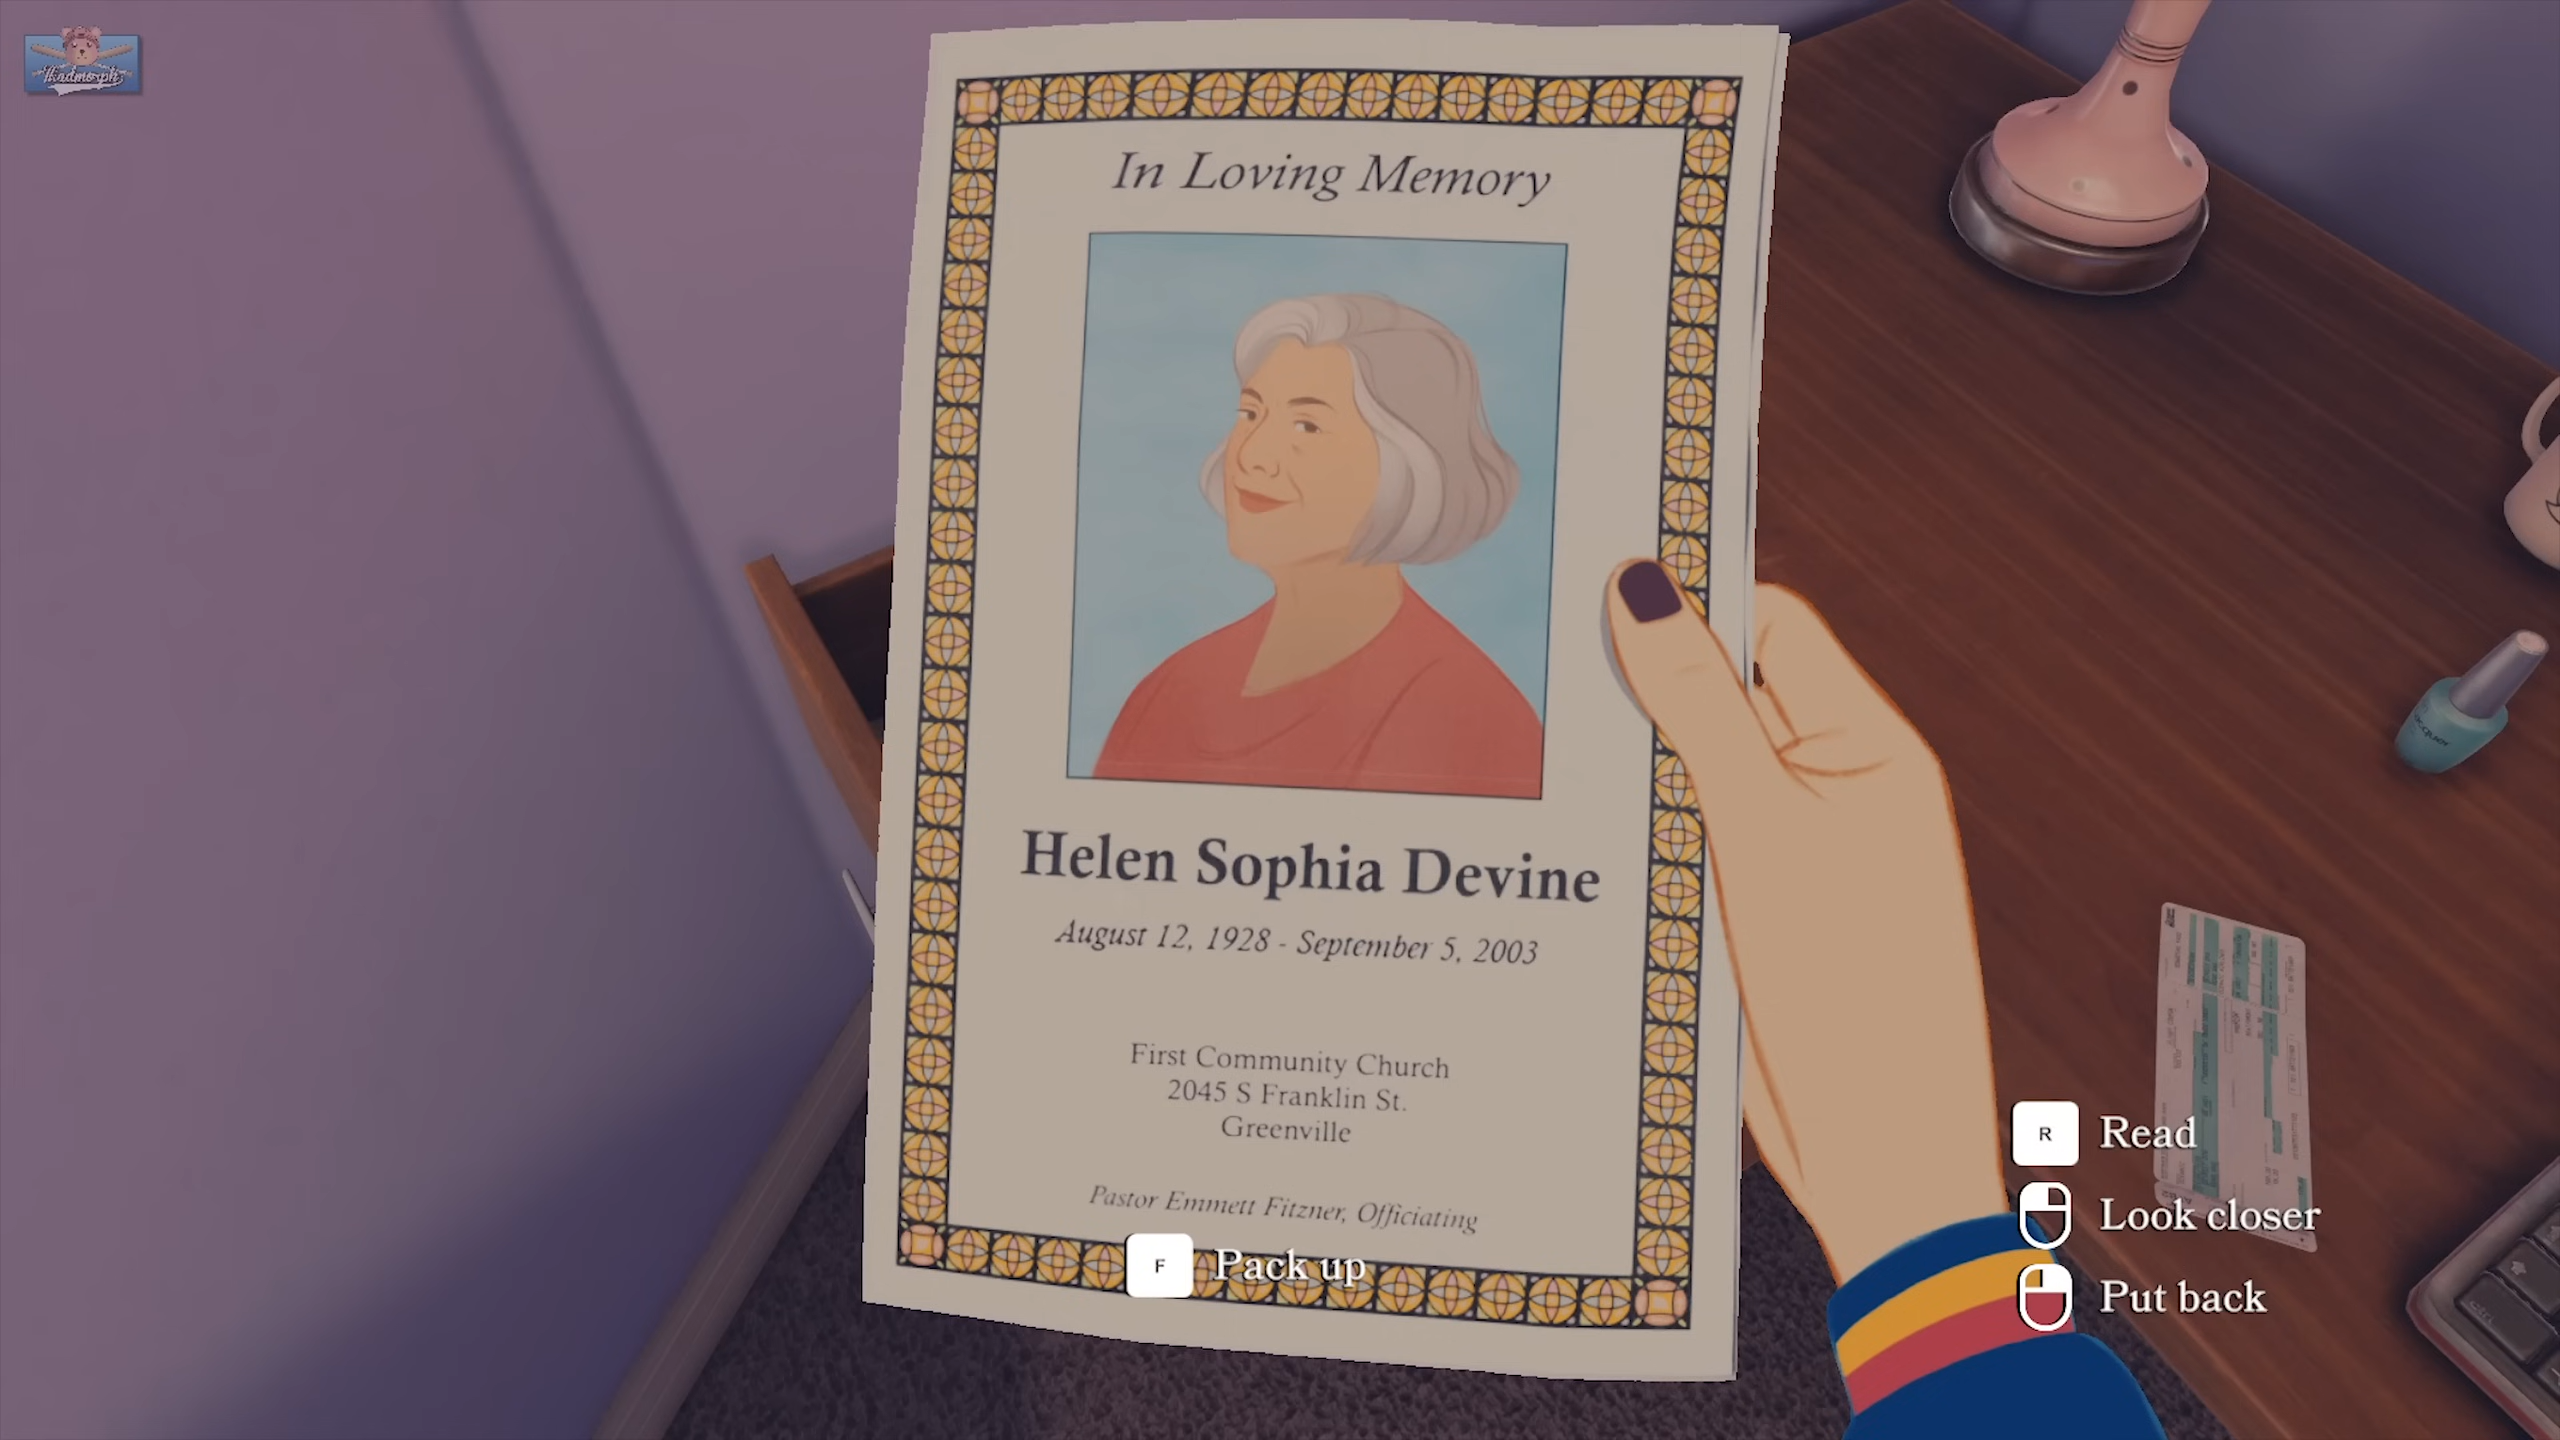 In Loving Memory
Helen Sophia Devine
August 12, 1928 - September 5, 2003
First Community Church
2045 S Franklin St.
Greenville
Pastor Emmett Fitzner, Officiating
F Pack up
R Read
Look closer
Put back
ctrl